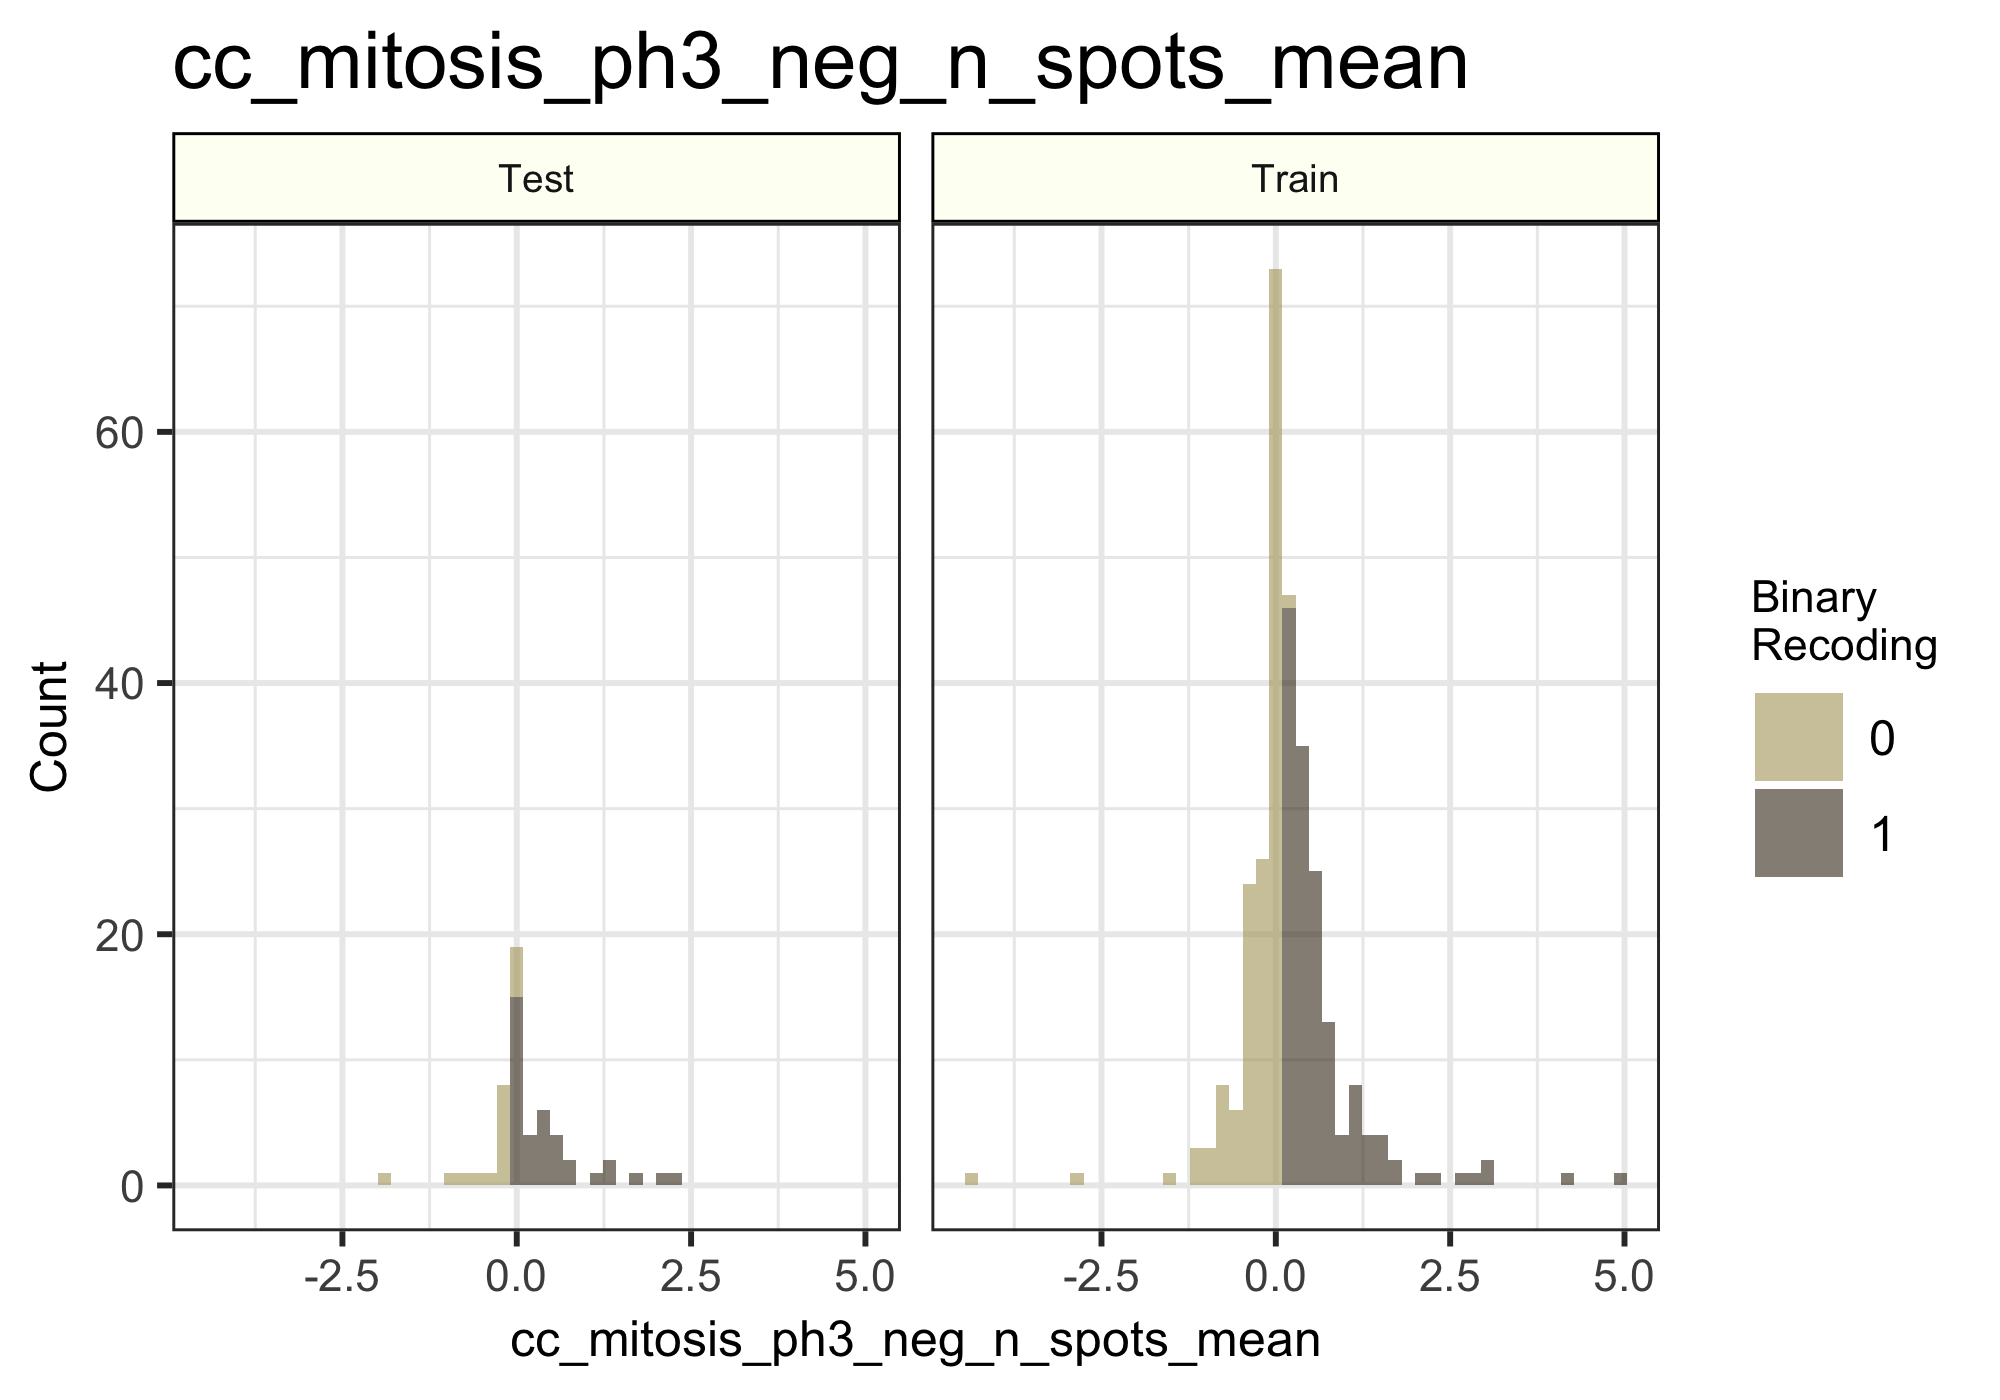 cc_mitosis_ph3_neg_n_spots_mean
Test
Train
60
40
20
0
Count
-2.5
0.0
2.5
5.0
-2.5
0.0
2.5
5.0
cc_mitosis_ph3_neg_n_spots_mean
Binary
Recoding
0
1